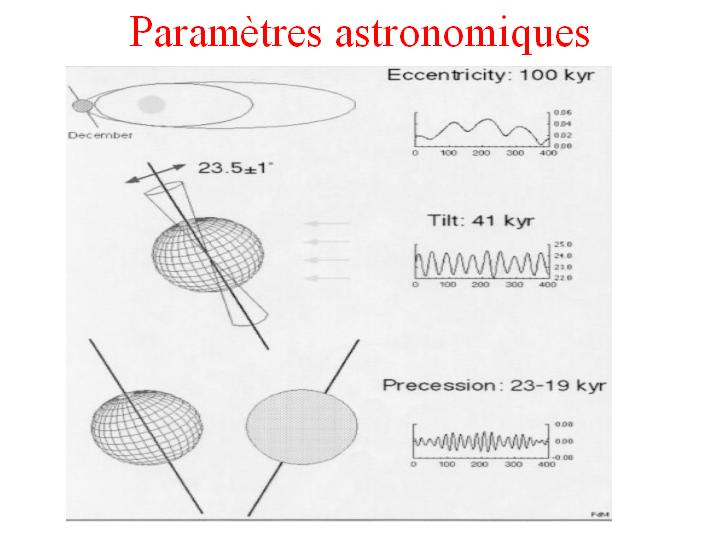 Paramètres astronomiques
Eccentricity: 100 kyr
December
0.06
0.04
0.02
0.00
0 100 200 300 400
23.5±1°
Tilt: 41 kyr
25.0
24.0
23.0
22.0
0 100 200 300 400
Precession: 23-19 kyr
0.08
0.00
-0.08
0 100 200 300 400
FdM